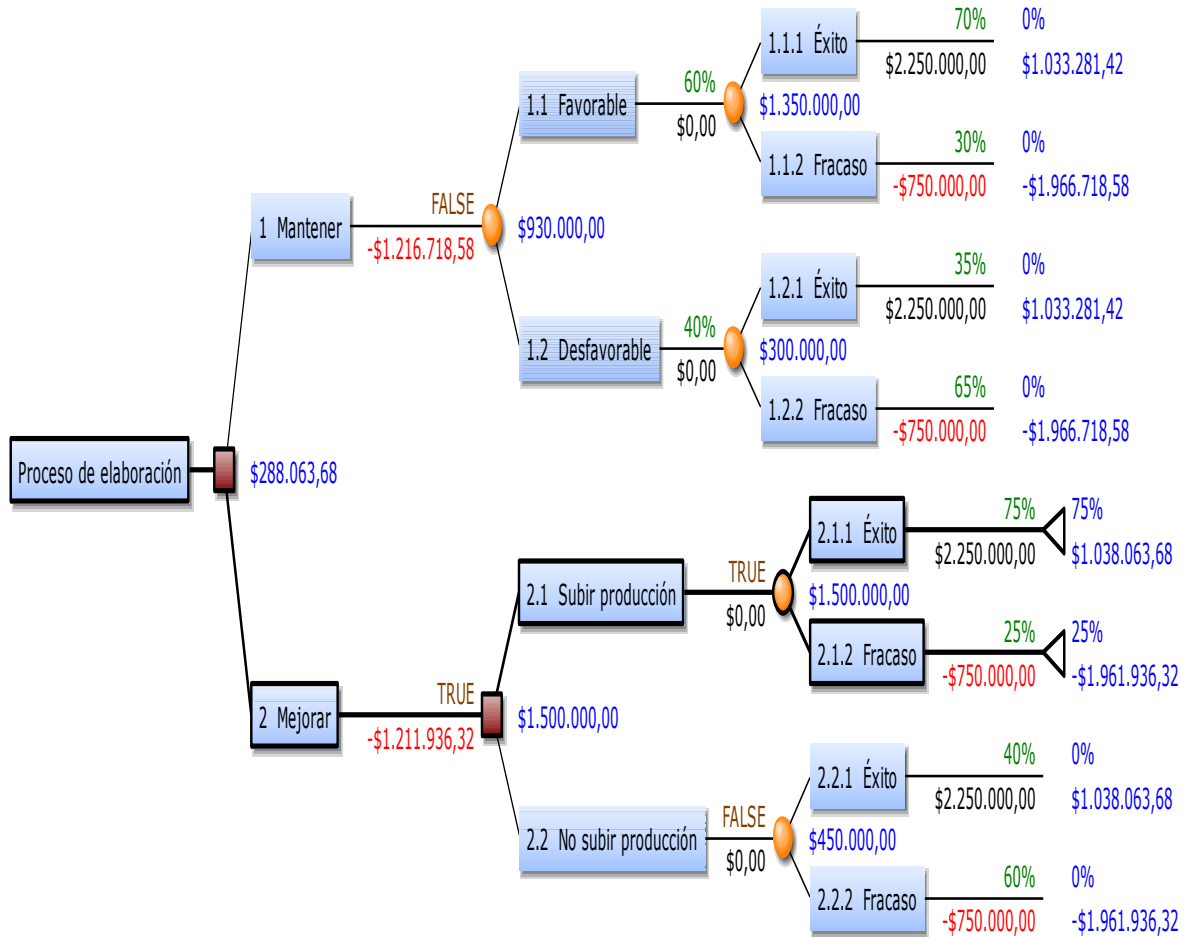 70% 0%
1.1.1 Éxito
$2.250.000,00 $1.033.281,42
60%
1.1 Favorable
$1.350.000,00
$0,00
30% 0%
1.1.2 Fracaso
-$750.000,00 -$1.966.718,58
FALSE
1 Mantener
$930.000,00
-$1.216.718,58
35% 0%
1.2.1 Éxito
$2.250.000,00 $1.033.281,42
40%
1.2 Desfavorable
$300.000,00
$0,00
65% 0%
1.2.2 Fracaso
-$750.000,00 -$1.966.718,58
Proceso de elaboración
$288.063,68
75% 75%
2.1.1 Éxito
$2.250.000,00 $1.038.063,68
TRUE
2.1 Subir producción
$1.500.000,00
$0,00
25% 25%
2.1.2 Fracaso
-$750.000,00 -$1.961.936,32
TRUE
2 Mejorar
$1.500.000,00
-$1.211.936,32
40% 0%
2.2.1 Éxito
$2.250.000,00 $1.038.063,68
FALSE
2.2 No subir producción
$450.000,00
$0,00
60% 0%
2.2.2 Fracaso
-$750.000,00 -$1.961.936,32